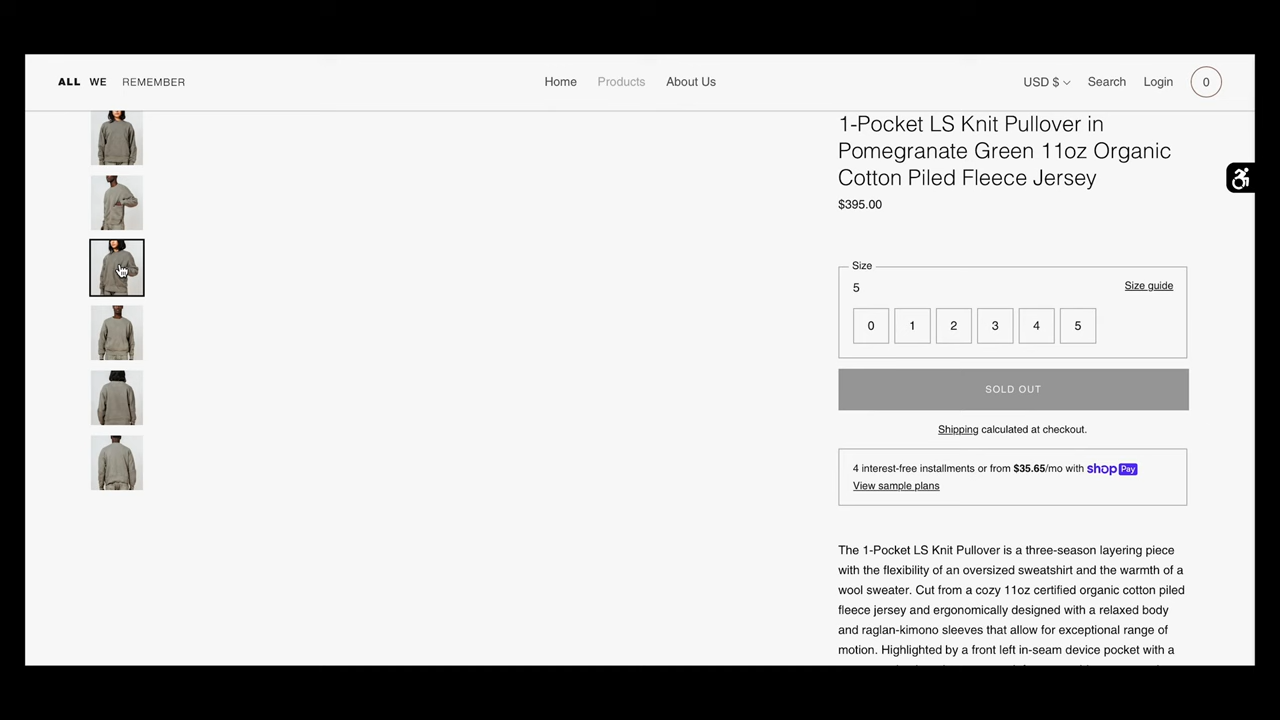 ALL WE REMEMBER
Home Products About Us
USD $ Search Login 0
1-Pocket LS Knit Pullover in
Pomegranate Green 11oz Organic
Cotton Piled Fleece Jersey
$395.00
Size
5
Size guide
0 1 2 3 4 5
SOLD OUT
Shipping calculated at checkout.
4 interest-free installments or from $35.65/mo with shop Pay
View sample plans
The 1-Pocket LS Knit Pullover is a three-season layering piece
with the flexibility of an oversized sweatshirt and the warmth of a
wool sweater. Cut from a cozy 11oz certified organic cotton piled
fleece jersey and ergonomically designed with a relaxed body
and raglan-kimono sleeves that allow for exceptional range of
motion. Highlighted by a front left in-seam device pocket with a